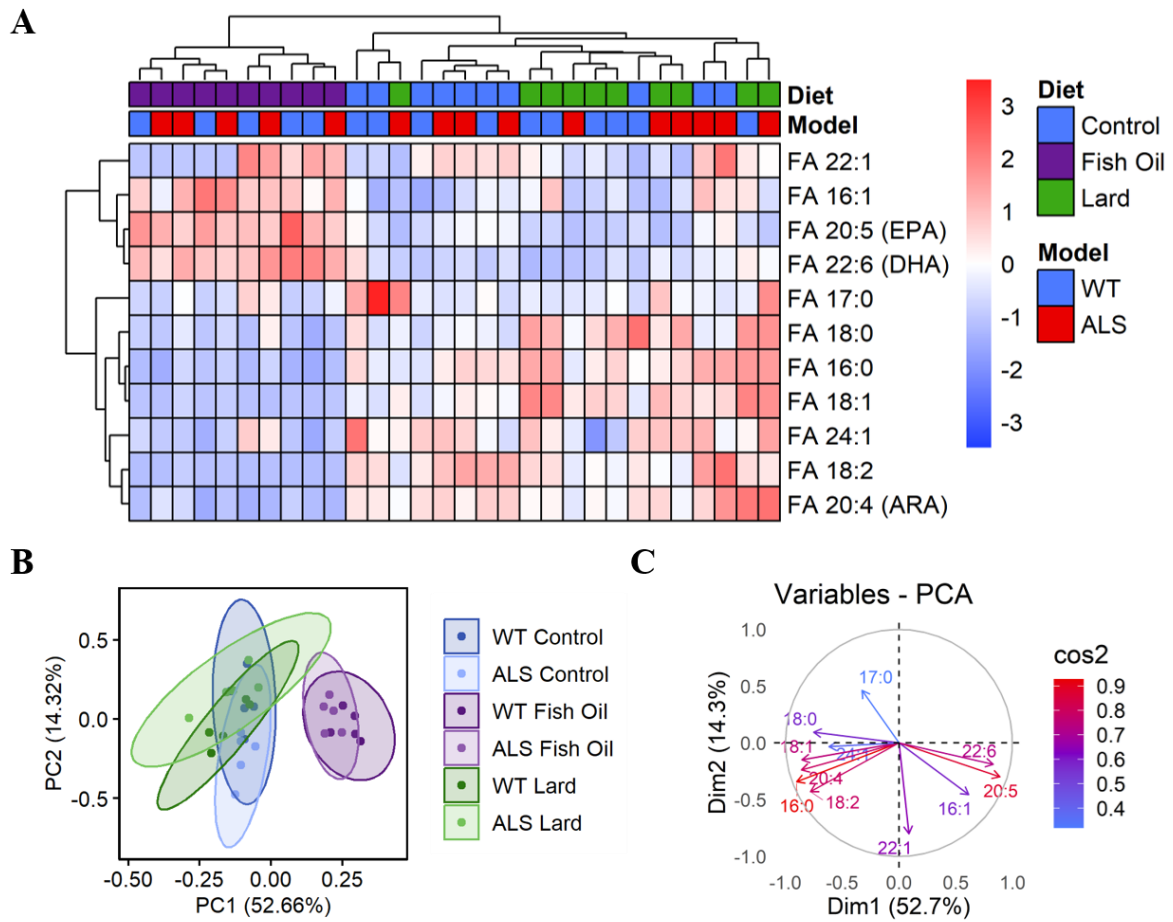 A
Diet
Model
FA 22:1
FA 16:1
FA 20:5 (EPA)
FA 22:6 (DHA)
FA 17:0
FA 18:0
FA 16:0
FA 18:1
FA 24:1
FA 18:2
FA 20:4 (ARA)
3
2
1
0
-1
-2
-3
Diet
Control
Fish Oil
Lard
Model
WT
ALS
B
PC2 (14.32%)
0.5
0.0
-0.5
-0.50
-0.25
0.00
0.25
PC1 (52.66%)
WT Control
ALS Control
WT Fish Oil
ALS Fish Oil
WT Lard
ALS Lard
C
Variables - PCA
Dim2 (14.3%)
1.0
0.5
0.0
-0.5
-1.0
17:0
18:0
18:1
24:1
22:6
20:4
20:5
16:0
18:2
16:1
22:1
-1.0
-0.5
0.0
0.5
1.0
Dim1 (52.7%)
cos2
0.9
0.8
0.7
0.6
0.5
0.4